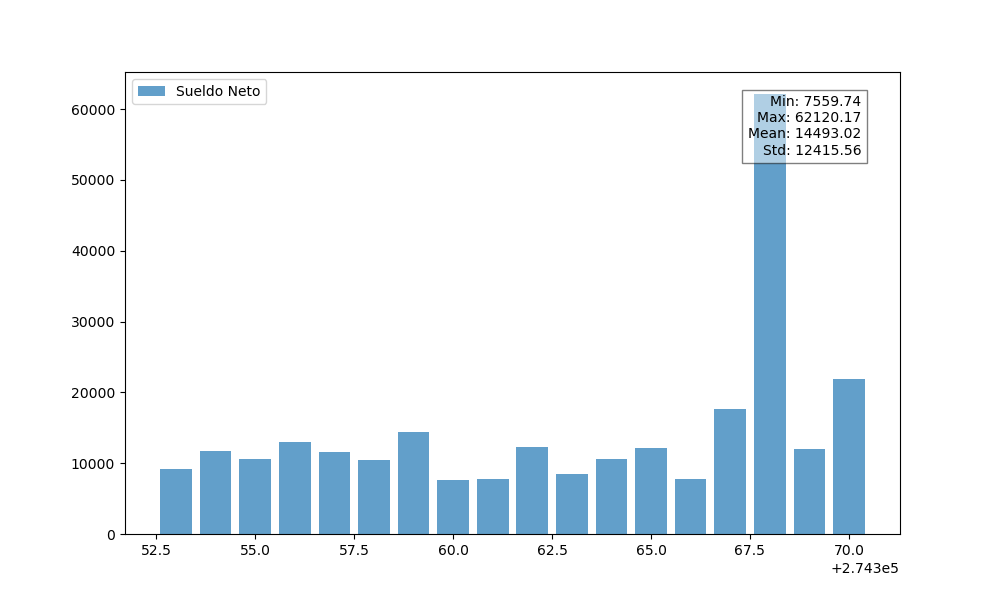 Sueldo Neto
Min: 7559.74
Max: 62120.17
Mean: 14493.02
Std: 12415.56
60000
50000
40000
30000
20000
10000
0
52.5 55.0 57.5 60.0 62.5 65.0 67.5 70.0
+2.743e5